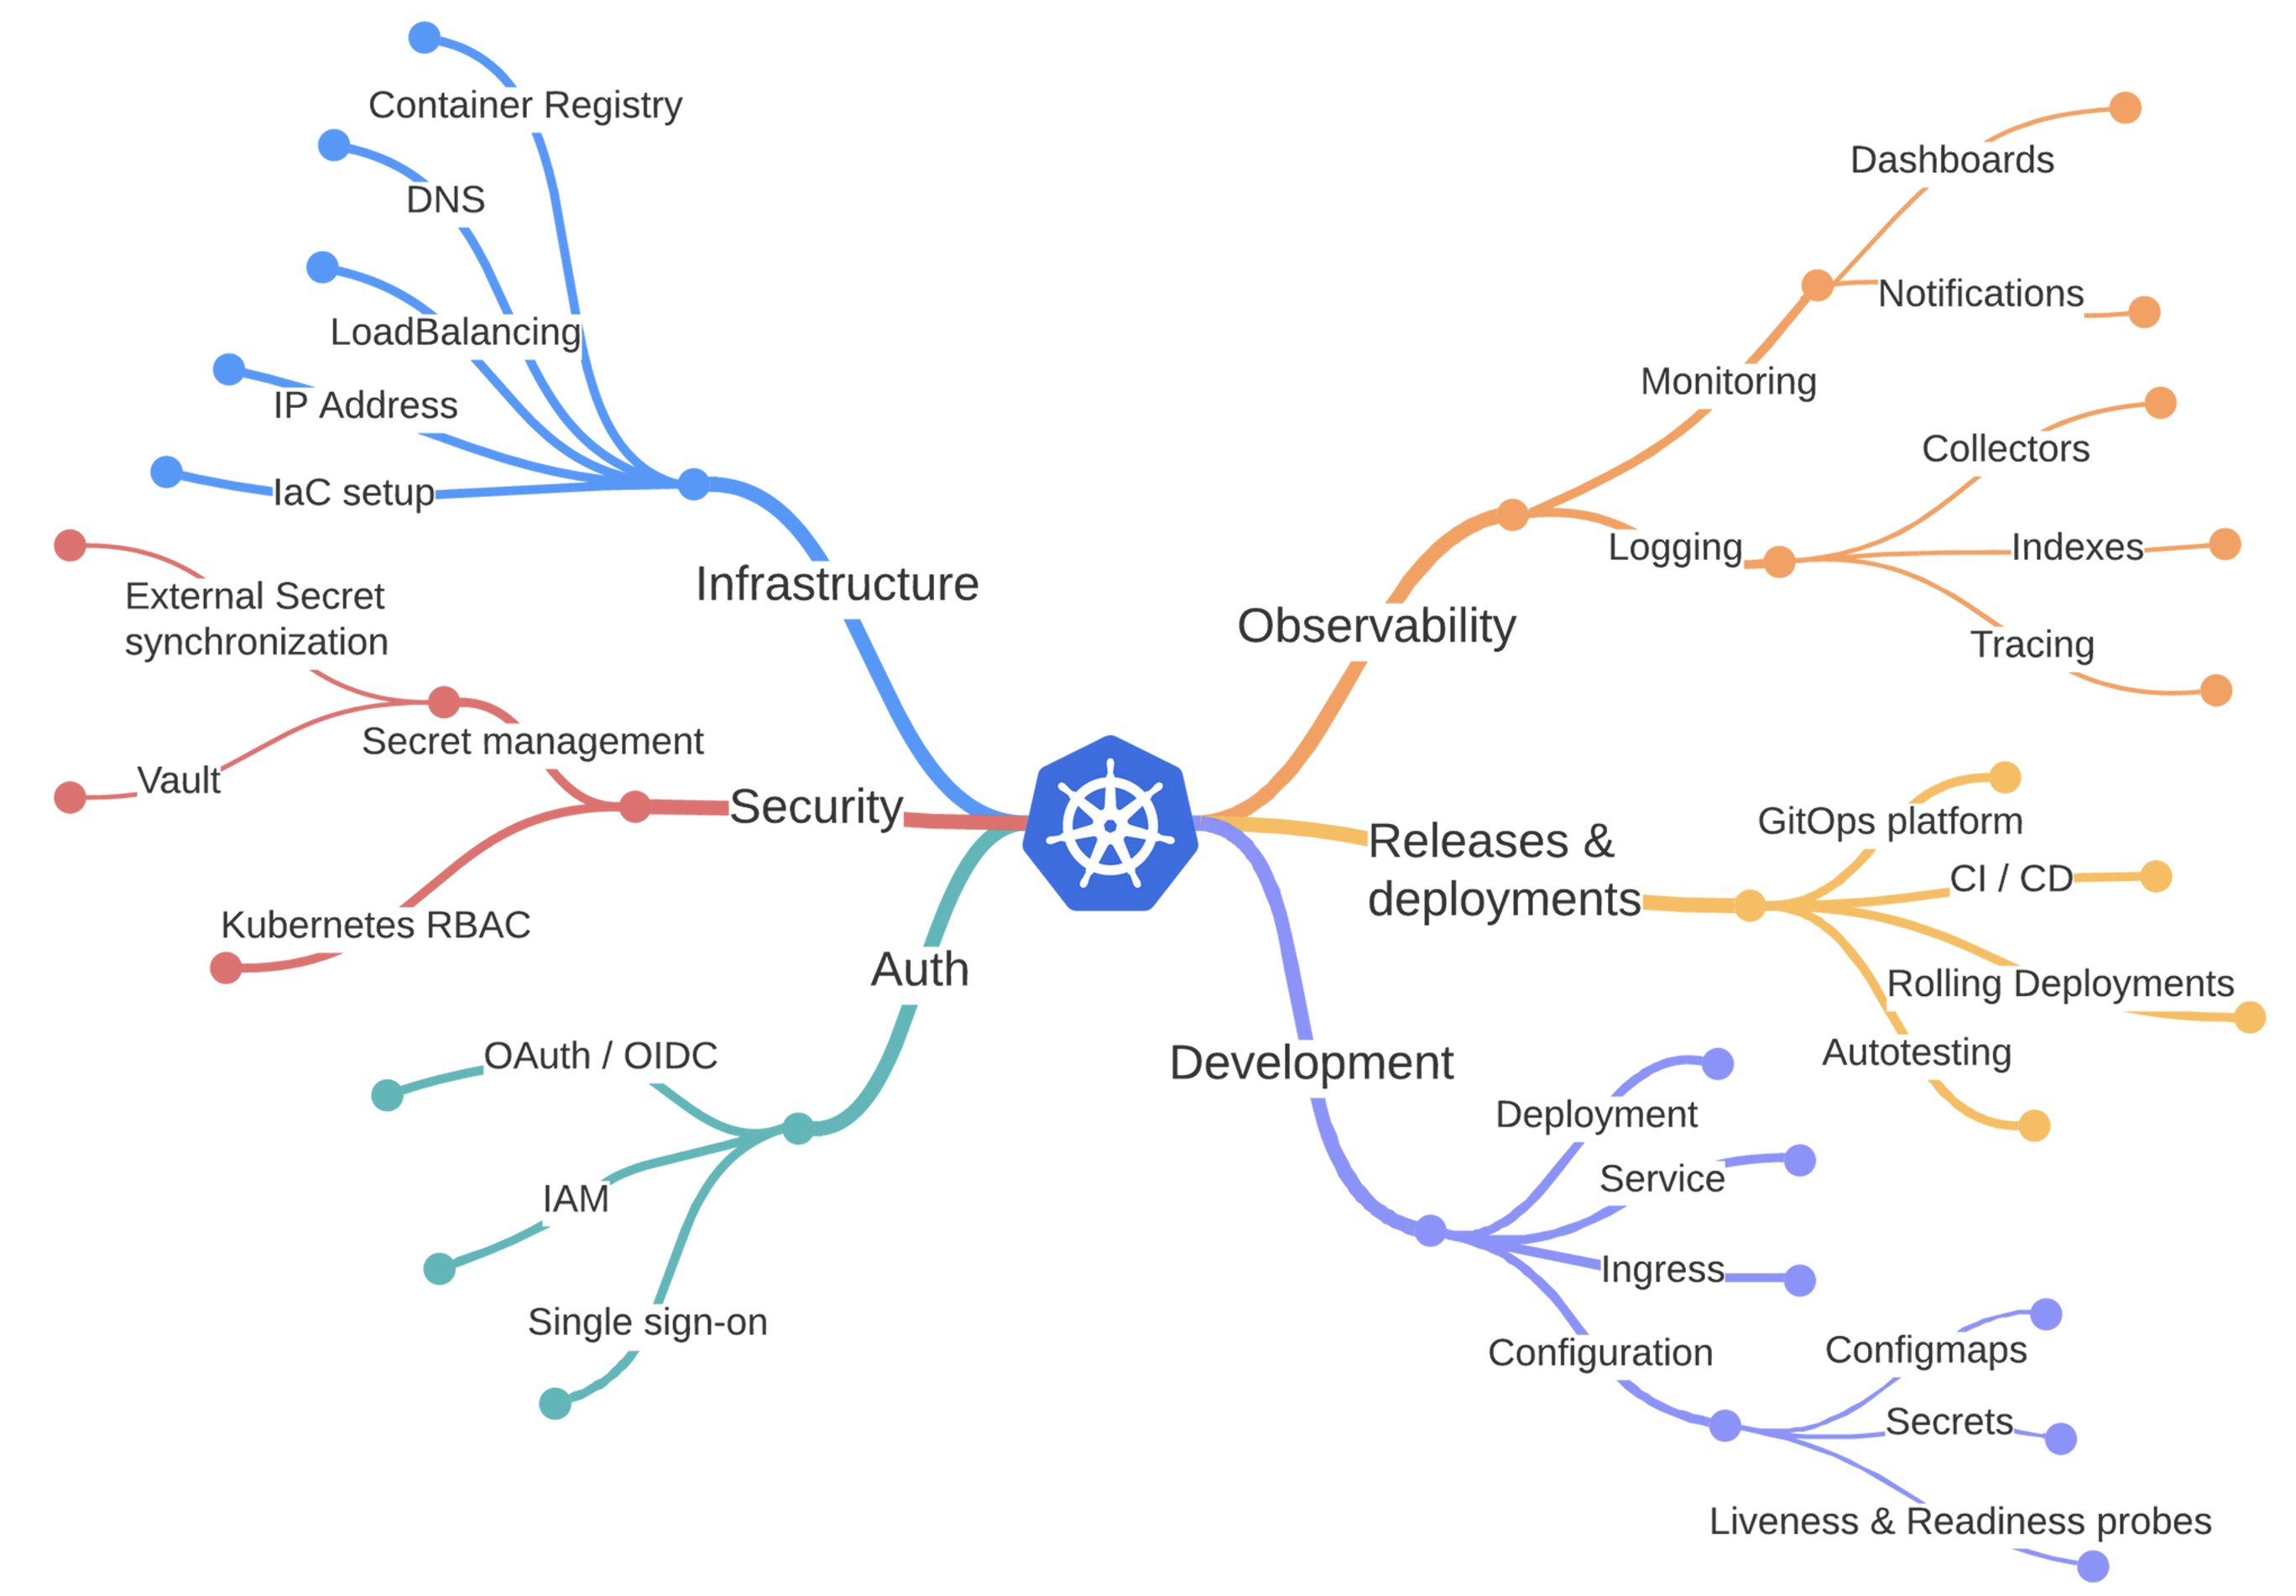 Container Registry
DNS
LoadBalancing
IP Address
IaC setup
Infrastructure
External Secret
synchronization
Secret management
Vault
Security
Kubernetes RBAC
Auth
OAuth / OIDC
IAM
Single sign-on
Dashboards
Notifications
Monitoring
Collectors
Logging
Indexes
Tracing
Observability
GitOps platform
Releases &
deployments
CI / CD
Rolling Deployments
Autotesting
Development
Deployment
Service
Ingress
Configuration
Configmaps
Secrets
Liveness & Readiness probes